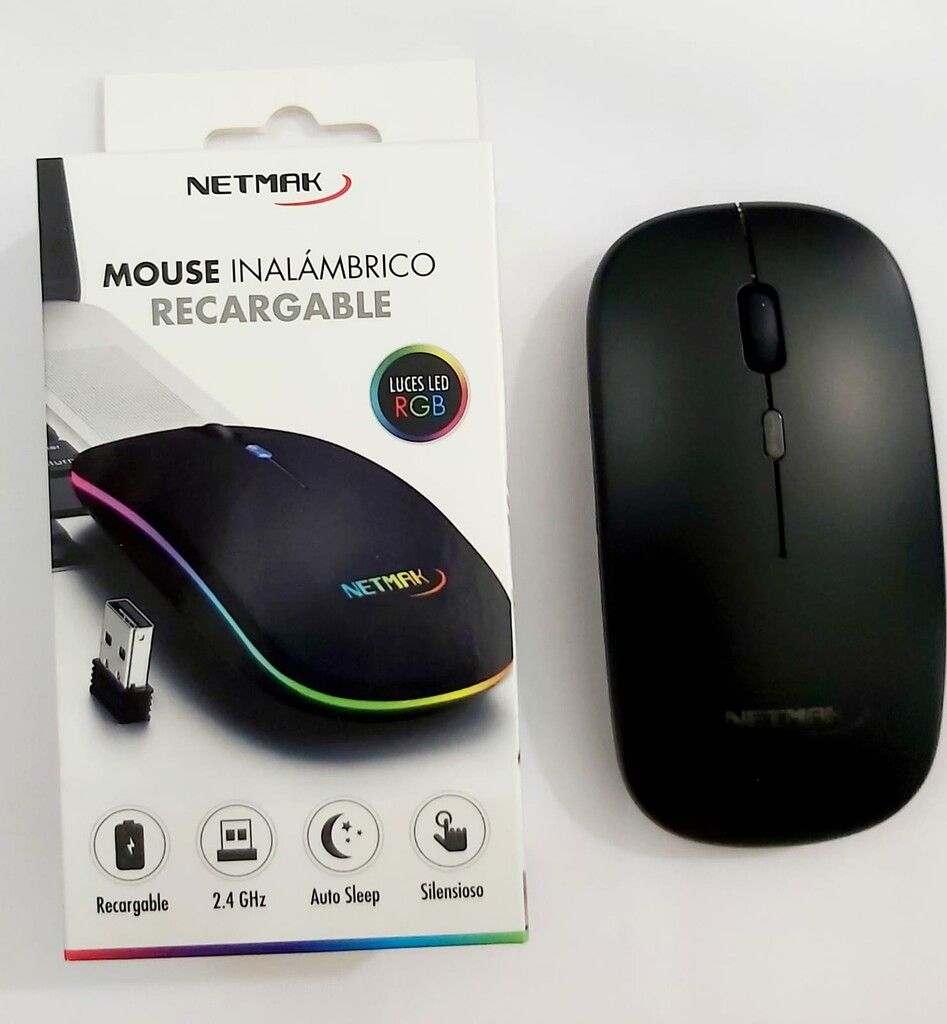 NETMAK
MOUSE INALÁMBRICO
RECARGABLE
LUCES LED
RGB
NETMAK
Recargable
2.4 GHz
Auto Sleep
Silensioso
NETMAK